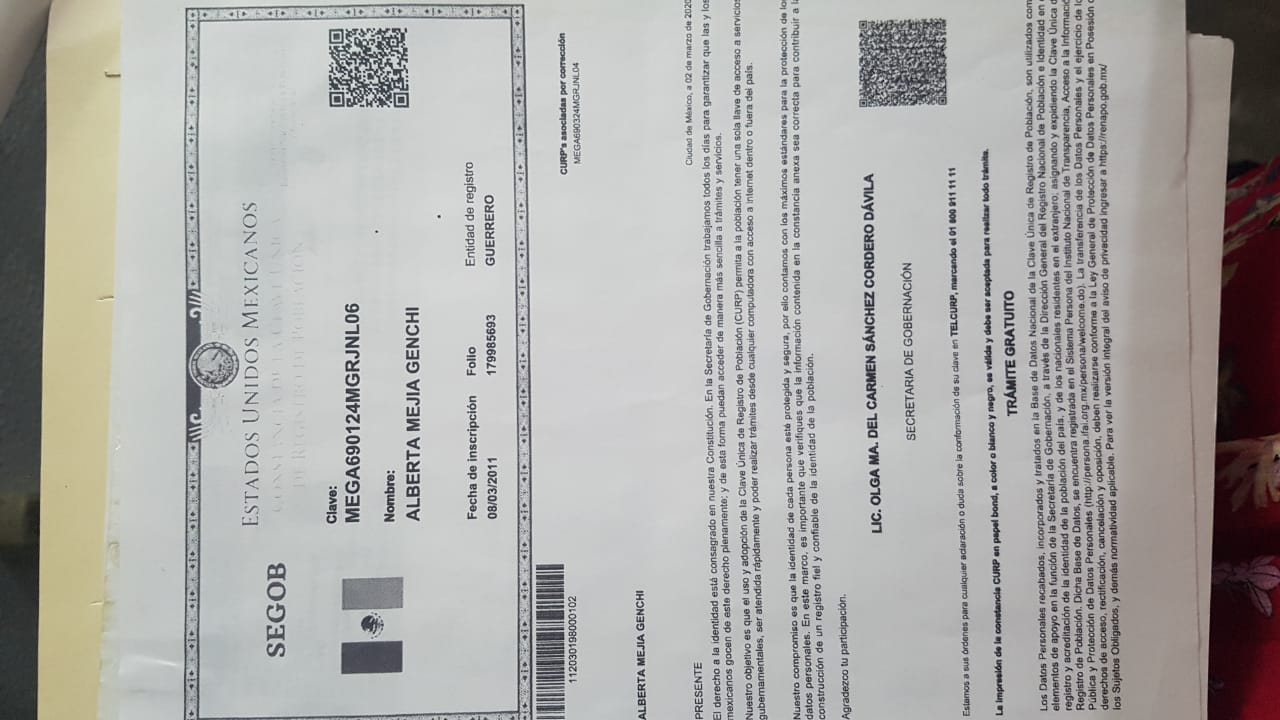 ESTADOS UNIDOS MEXICANOS
CONSTANCIA DE LA CLAVE ÚNICA
DE REGISTRO DE POBLACIÓN
SEGOB
Clave:
MEGA690124MGRJNL06
Nombre:
ALBERTA MEJIA GENCHI
Fecha de inscripción Folio Entidad de registro
08/03/2011 179985693 GUERRERO
112030198000102
CURP's asociadas por corrección
MEGA690324MGRJNL04
ALBERTA MEJIA GENCHI
Ciudad de México, a 02 de marzo de 2020
PRESENTE
El derecho a la identidad está consagrado en nuestra Constitución. En la Secretaría de Gobernación trabajamos todos los días para garantizar que las y los
mexicanos gocen de este derecho plenamente; y de esta forma puedan acceder de manera más sencilla a trámites y servicios.
Nuestro objetivo es que el uso y adopción de la Clave Única de Registro de Población (CURP) permita a la población tener una sola llave de acceso a servicios
gubernamentales, ser atendida rápidamente y poder realizar trámites desde cualquier computadora con acceso a internet dentro o fuera del país.
Nuestro compromiso es que la identidad de cada persona esté protegida y segura, por ello contamos con los máximos estándares para la protección de los
datos personales. En este marco, es importante que verifiques que la información contenida en la constancia anexa sea correcta para contribuir a la
construcción de un registro fiel y confiable de la identidad de la población.
Agradezco tu participación.
LIC. OLGA MA. DEL CARMEN SÁNCHEZ CORDERO DÁVILA
SECRETARIA DE GOBERNACIÓN
Estamos a sus órdenes para cualquier aclaración o duda sobre la conformación de su clave en TELCURP, marcando el 01 800 911 11 11
La impresión de la constancia CURP en papel bond, a color o blanco y negro, es válida y debe ser aceptada para realizar todo trámite.
TRÁMITE GRATUITO
Los Datos Personales recabados, incorporados y tratados en la Base de Datos Nacional de la Clave Única de Registro de Población, son utilizados com
elementos de apoyo en la función de la Secretaría de Gobernación, a través de la Dirección General del Registro Nacional de Población e Identidad en e
registro y acreditación de la identidad de la población del país, y de los nacionales residentes en el extranjero; asignando y expidiendo la Clave Única d
Registro de Población. Dicha Base de Datos, se encuentra registrada en el Sistema Persona del Instituto Nacional de Transparencia, Acceso a la Informació
Pública y Protección de Datos Personales (http://persona.ifai.org.mx/persona/welcome.do). La transferencia de los Datos Personales y el ejercicio de lo
derechos de acceso, rectificación, cancelación y oposición, deben realizarse conforme a la Ley General de Protección de Datos Personales en Posesión d
los Sujetos Obligados, y demás normatividad aplicable. Para ver la versión integral del aviso de privacidad ingresar a https://renapo.gob.mx/